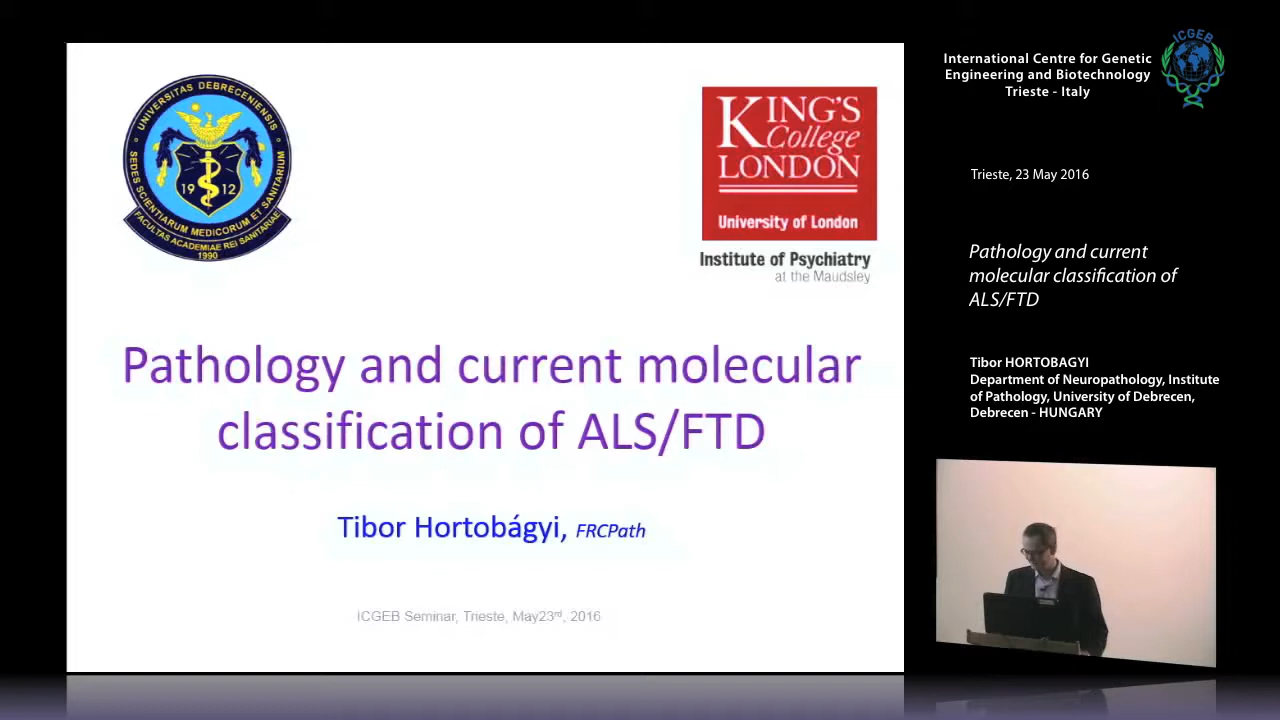 UNIVERSITAS DEBRECENIENSIS
SEDES SCIENTIARUM MEDICORUM ET SANITARIUM
1912
FACULTAS ACADEMIAE REI SANITARIAE
1990
KING'S
College
LONDON
University of London
Institute of Psychiatry
at the Maudsley
Pathology and current molecular
classification of ALS/FTD
Tibor Hortobágyi, FRCPath
ICGEB Seminar, Trieste, May23rd, 2016
International Centre for Genetic
Engineering and Biotechnology
Trieste - Italy
ICGEB
Trieste, 23 May 2016
Pathology and current
molecular classification of
ALS/FTD
Tibor HORTOBAGYI
Department of Neuropathology, Institute
of Pathology, University of Debrecen,
Debrecen - HUNGARY